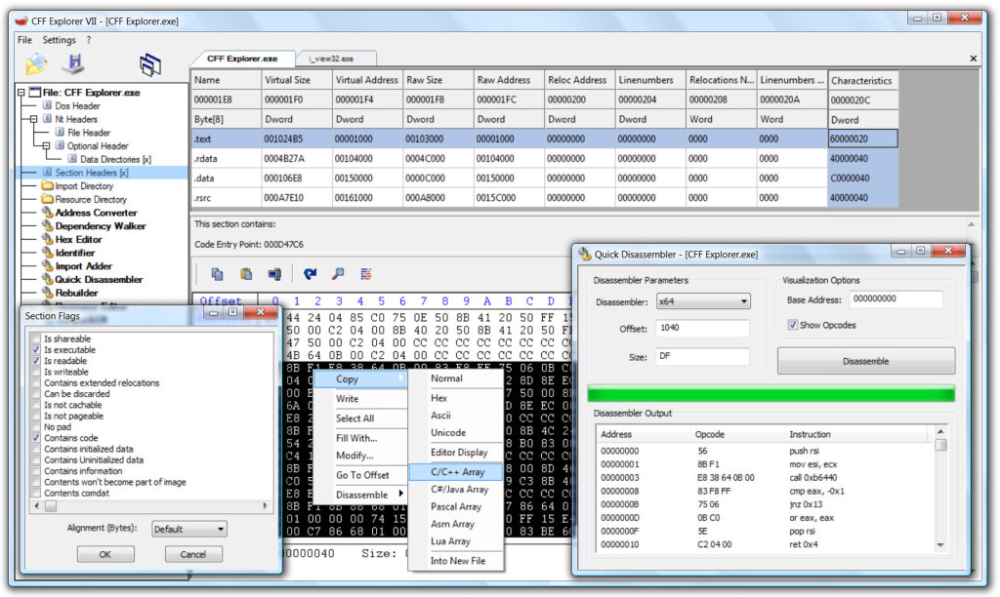 CFF Explorer VII - [CFF Explorer.exe]
File Settings ?
CFF Explorer.exe
i_view32.exe
File: CFF Explorer.exe
Dos Header
Nt Headers
File Header
Optional Header
Data Directories [x]
Section Headers [x]
Import Directory
Resource Directory
Address Converter
Dependency Walker
Hex Editor
Identifier
Import Adder
Quick Disassembler
Rebuilder
Name Virtual Size Virtual Address Raw Size Raw Address Reloc Address Linenumbers Relocations N... Linenumbers ... Characteristics
000001E8 000001F0 000001F4 000001F8 000001FC 00000200 00000204 00000208 0000020A 0000020C
Byte[8] Dword Dword Dword Dword Dword Dword Word Word Dword
.text 001024B5 00001000 00103000 00001000 00000000 00000000 0000 0000 60000020
.rdata 0004B27A 00104000 0004C000 00104000 00000000 00000000 0000 0000 40000040
.data 000106E8 00150000 0000C000 00150000 00000000 00000000 0000 0000 C0000040
.rsrc 000A7E10 00161000 000A8000 0015C000 00000000 00000000 0000 0000 40000040
This section contains:
Code Entry Point: 000D47C6
Offset 0 1 2 3 4 5 6 7 8 9 A B C D
44 24 04 85 C0 75 0E 50 8B 41 20 50 FF
50 00 C2 04 00 8B 40 20 50 8B 41 20 50
47 50 00 C2 04 00 CC CC CC CC CC CC CC
4B 64 0B 00 C2 04 00 CC CC CC CC CC CC
Section Flags
Is shareable
Is executable
Is readable
Is writeable
Contains extended relocations
Can be discarded
Is not cachable
Is not pageable
No pad
Contains code
Contains initialized data
Contains Uninitialized data
Contains information
Contents won't become part of image
Contents comdat
Alignment (Bytes): Default
OK Cancel
Copy
Write
Select All
Fill With...
Modify...
Go To Offset
Disassemble
Normal
Hex
Ascii
Unicode
Editor Display
C/C++ Array
C#/Java Array
Pascal Array
Asm Array
Lua Array
Into New File
Size:
Quick Disassembler - [CFF Explorer.exe]
Disassembler Parameters
Disassembler: x64
Offset: 1040
Size: DF
Visualization Options
Base Address: 000000000
Show Opcodes
Disassemble
Disassembler Output
Address Opcode Instruction
00000000 56 push rsi
00000001 8B F1 mov esi, ecx
00000003 E8 38 64 0B 00 call 0xb6440
00000008 83 F8 FF cmp eax, -0x1
0000000B 75 06 jnz 0x13
0000000D 0B C0 or eax, eax
0000000F 5E pop rsi
00000010 C2 04 00 ret 0x4